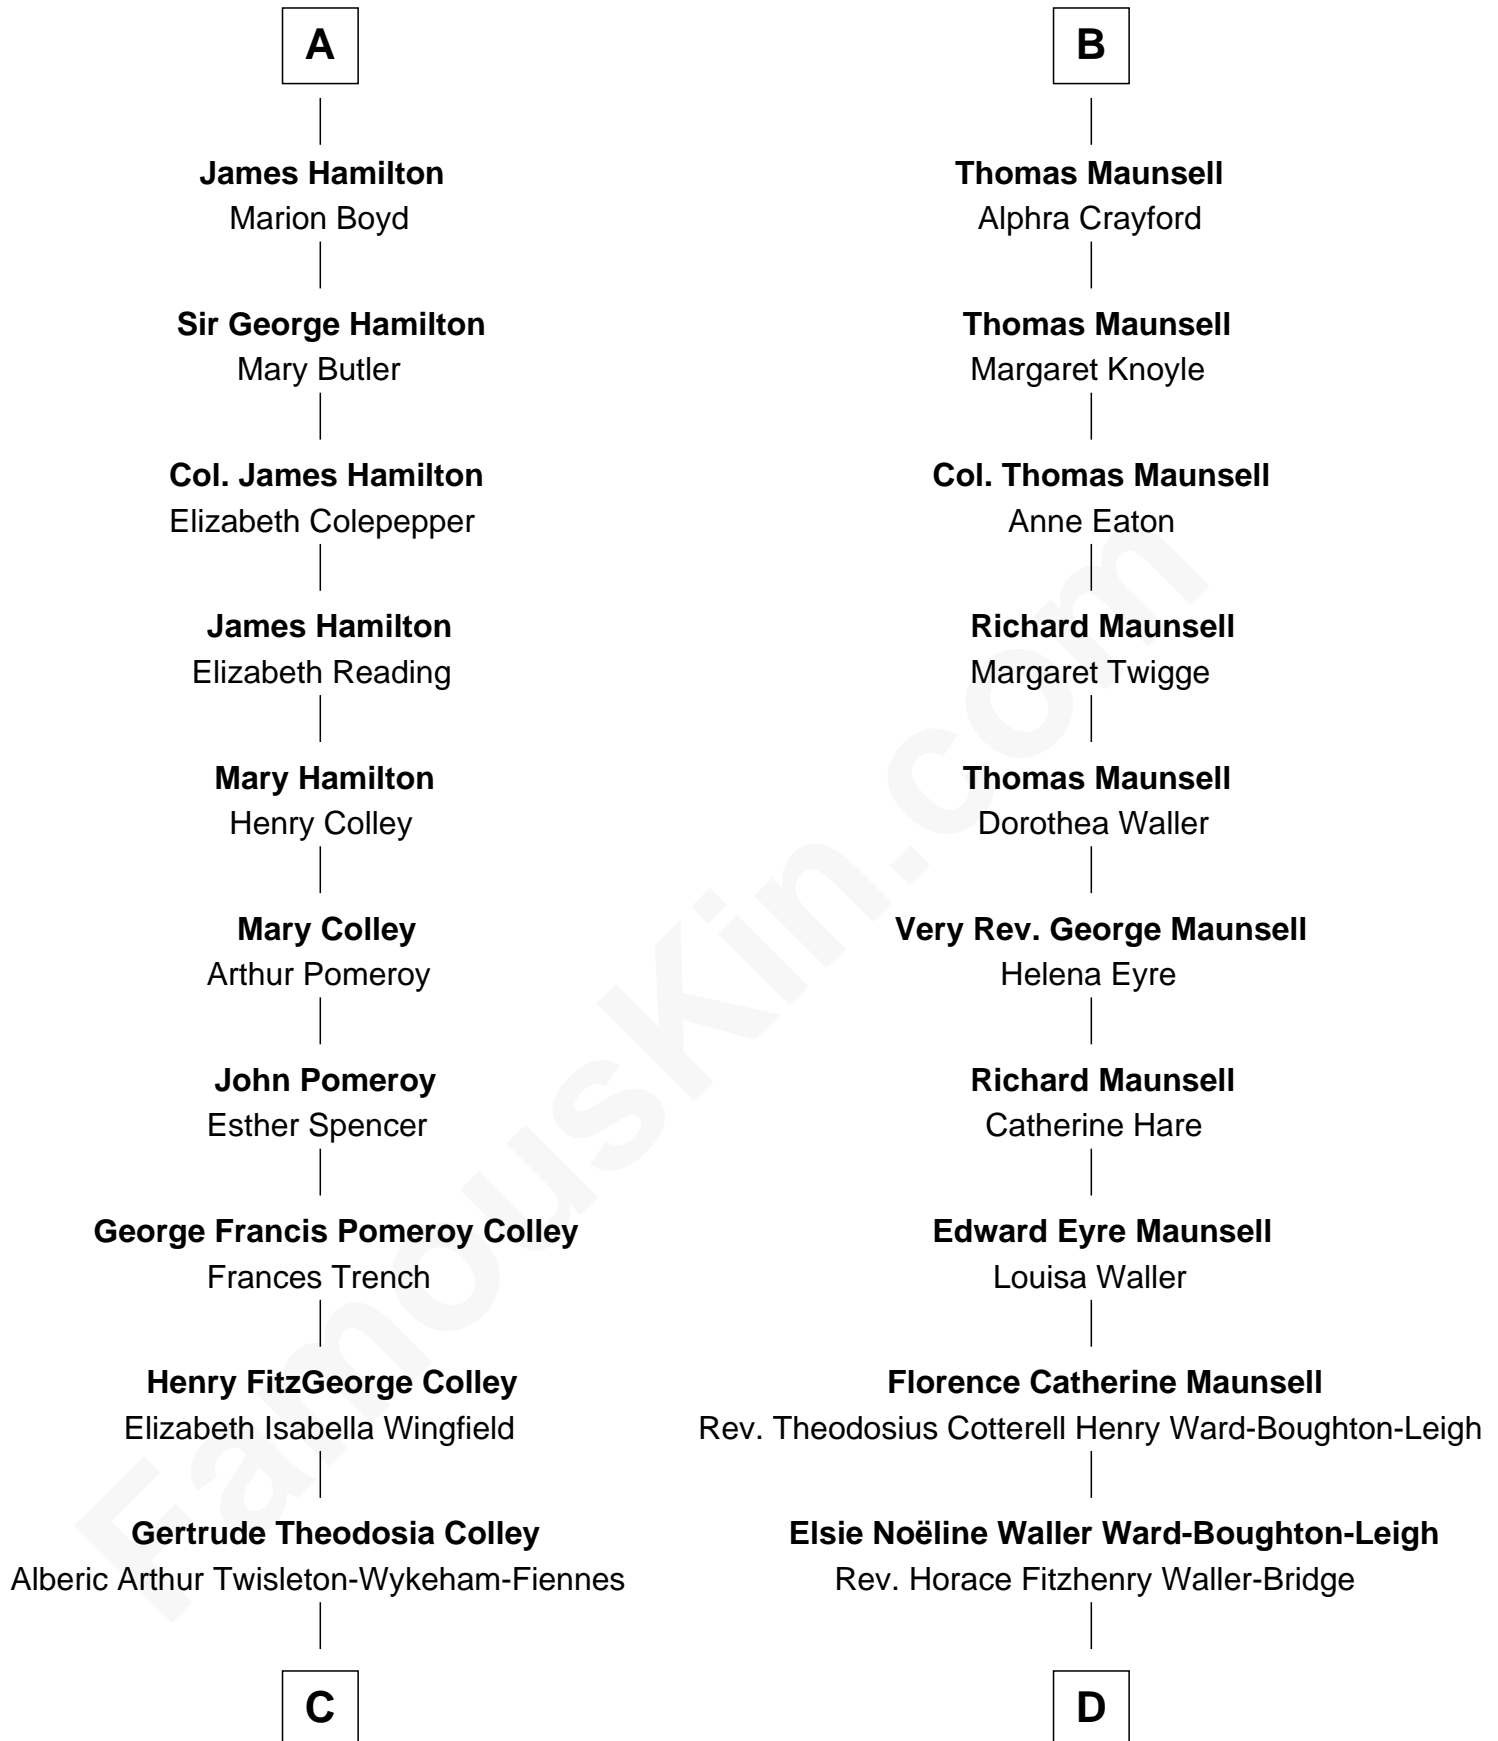 A
James Hamilton
Marion Boyd
Sir George Hamilton
Mary Butler
Col. James Hamilton
Elizabeth Colepepper
James Hamilton
Elizabeth Reading
Mary Hamilton
Henry Colley
Mary Colley
Arthur Pomeroy
John Pomeroy
Esther Spencer
George Francis Pomeroy Colley
Frances Trench
Henry FitzGeorge Colley
Elizabeth Isabella Wingfield
Gertrude Theodosia Colley
Alberic Arthur Twisleton-Wykeham-Fiennes
C
B
Thomas Maunsell
Alphra Crayford
Thomas Maunsell
Margaret Knoyle
Col. Thomas Maunsell
Anne Eaton
Richard Maunsell
Margaret Twigge
Thomas Maunsell
Dorothea Waller
Very Rev. George Maunsell
Helena Eyre
Richard Maunsell
Catherine Hare
Edward Eyre Maunsell
Louisa Waller
Florence Catherine Maunsell
Rev. Theodosius Cotterell Henry Ward-Boughton-Leigh
Elsie Noëline Waller Ward-Boughton-Leigh
Rev. Horace Fitzhenry Waller-Bridge
D
FamousKin.com